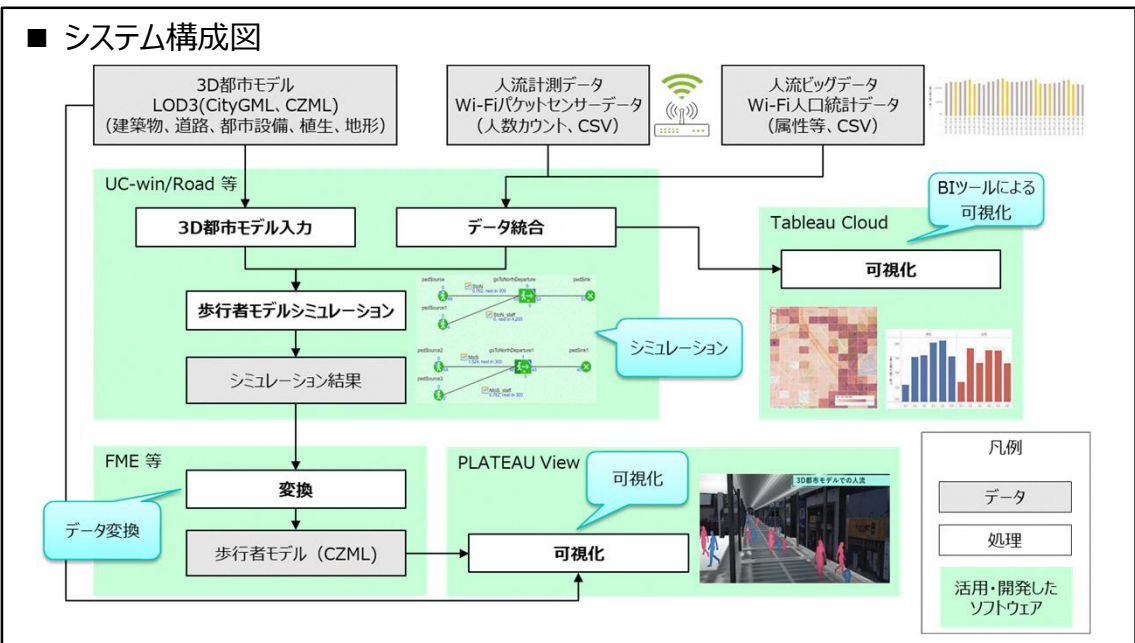 ■ システム構成図
3D都市モデル
LOD3(CityGML、CZML)
(建築物、道路、都市設備、植生、地形)
人流計測データ
Wi-Fiパケットセンサーデータ
(人数カウント、CSV)
人流ビッグデータ
Wi-Fi人口統計データ
(属性等、CSV)
UC-win/Road 等
3D都市モデル入力
データ統合
歩行者モデルシミュレーション
シミュレーション結果
pedSource
goToNorthDeparture
pedSink
pedSource1
pedSource2
goToNorthDeparture1
pedSink1
pedSource3
シミュレーション
BIツールによる
可視化
Tableau Cloud
可視化
FME 等
変換
データ変換
歩行者モデル(CZML)
PLATEAU View
可視化
可視化
3D都市モデルでの人流
凡例
データ
処理
活用・開発した
ソフトウェア